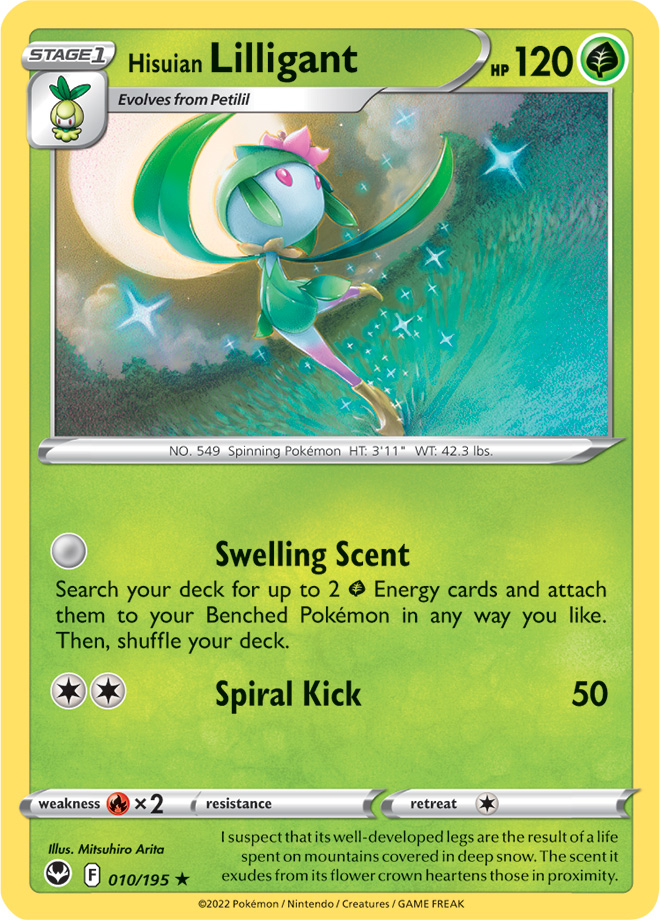 STAGE 1
Hisuian Lilligant
HP 120
Evolves from Petilil
NO. 549 Spinning Pokémon HT: 3'11" WT: 42.3 lbs.
Swelling Scent
Search your deck for up to 2 Energy cards and attach
them to your Benched Pokémon in any way you like.
Then, shuffle your deck.
Spiral Kick 50
weakness ×2 resistance retreat
Illus. Mitsuhiro Arita
F 010/195 ★
I suspect that its well-developed legs are the result of a life
spent on mountains covered in deep snow. The scent it
exudes from its flower crown heartens those in proximity.
©2022 Pokémon / Nintendo / Creatures / GAME FREAK